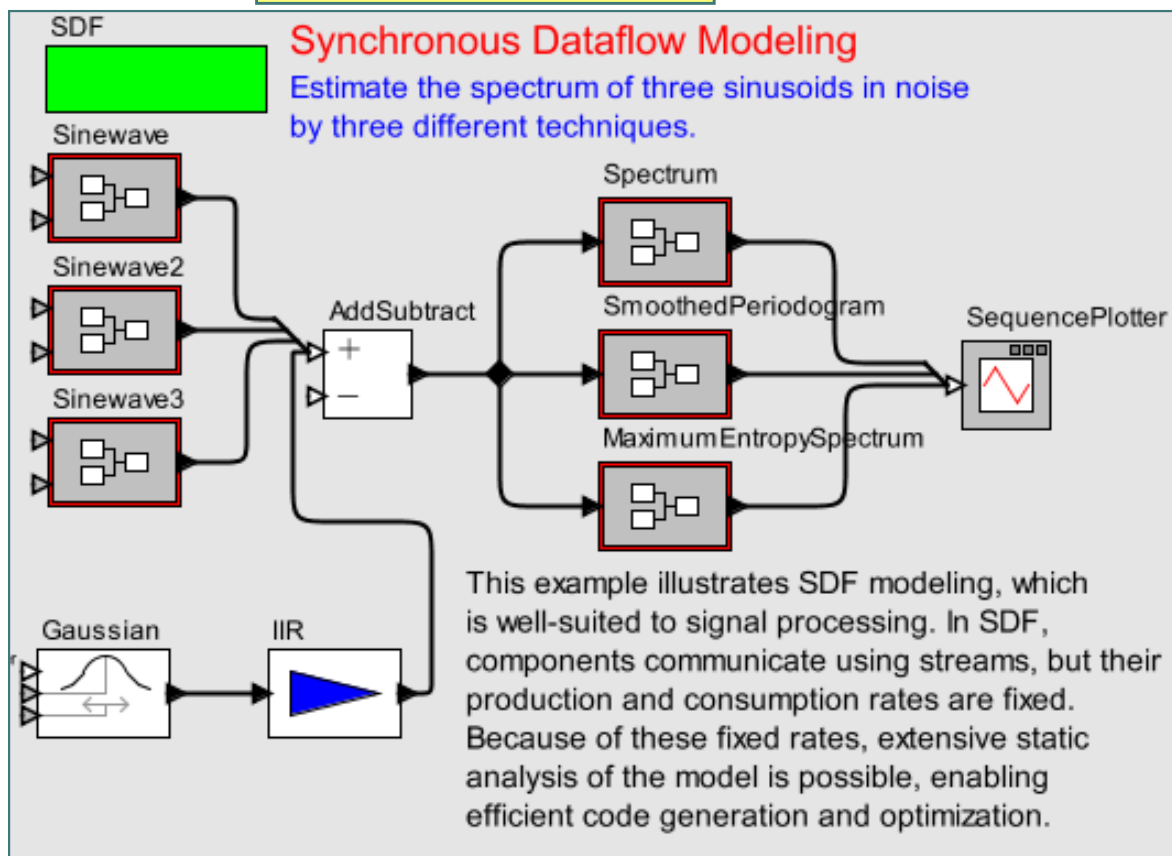 SDF
Synchronous Dataflow Modeling
Estimate the spectrum of three sinusoids in noise
by three different techniques.
Sinewave
Spectrum
Sinewave2
AddSubtract
+
−
SmoothedPeriodogram
SequencePlotter
Sinewave3
MaximumEntropySpectrum
Gaussian
IIR
r
This example illustrates SDF modeling, which
is well-suited to signal processing. In SDF,
components communicate using streams, but their
production and consumption rates are fixed.
Because of these fixed rates, extensive static
analysis of the model is possible, enabling
efficient code generation and optimization.